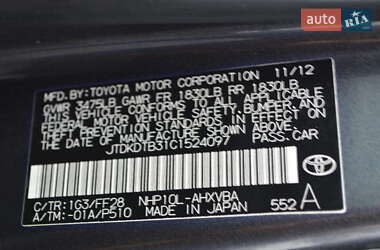 auto RIA.com
MFD. BY: TOYOTA MOTOR CORPORATION 11/12
GVWR 3475LB GAWR FR 1830LB RR 1830LB
THIS VEHICLE CONFORMS TO ALL APPLICABLE
FEDERAL MOTOR VEHICLE SAFETY, BUMPER, AND
THEFT PREVENTION STANDARDS IN EFFECT ON
THE DATE OF MANUFACTURE SHOWN ABOVE.
JTDKDTB31C1524097 PASS.CAR
C/TR: 1G3/FF28 NHP10L-AHXVBA
A/TM: -01A/P510 MADE IN JAPAN 552 A
TOYOTA